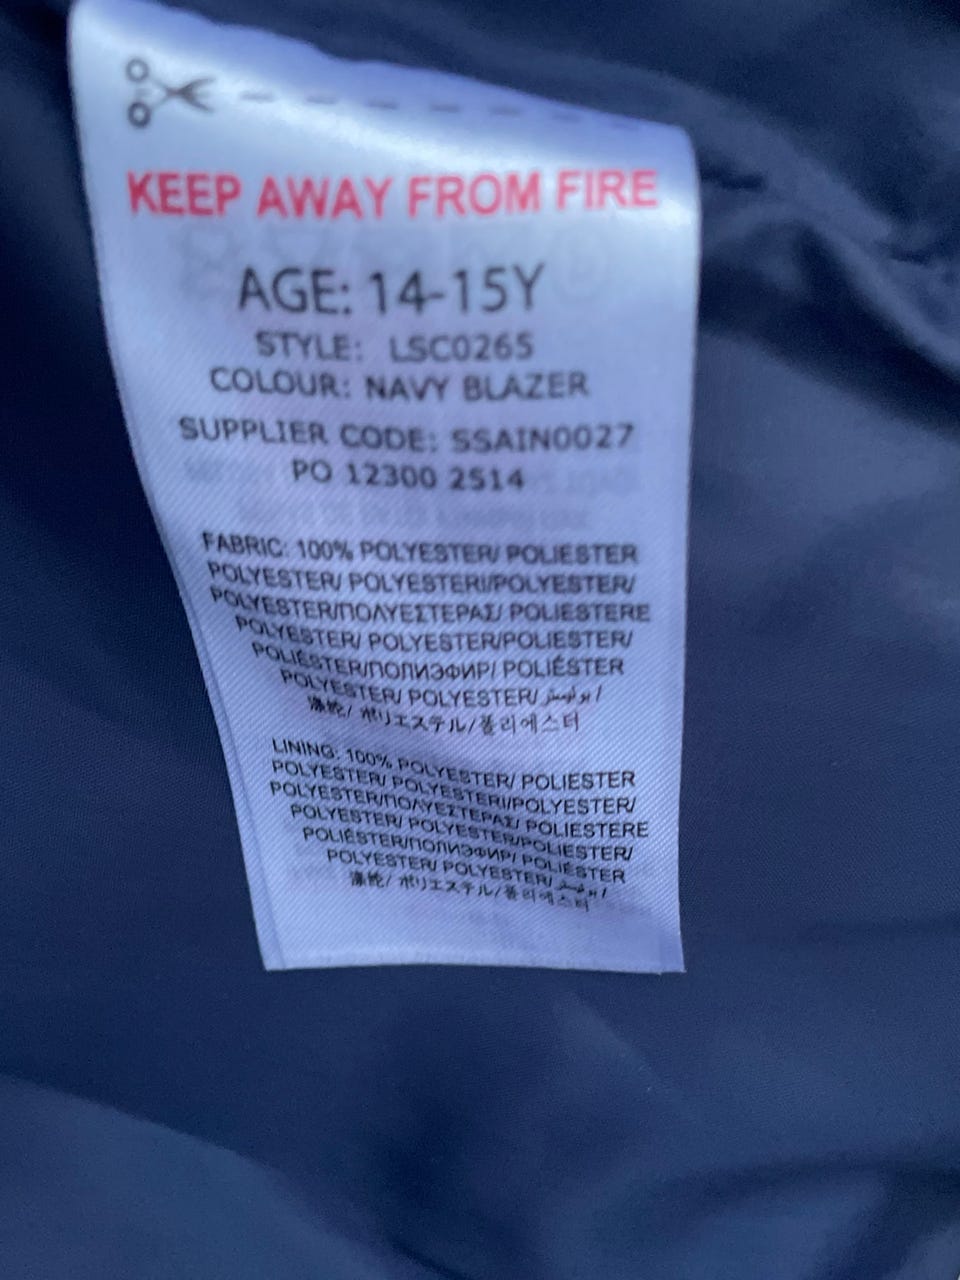 KEEP AWAY FROM FIRE
AGE: 14-15Y
STYLE: LSC0265
COLOUR: NAVY BLAZER
SUPPLIER CODE: SSAIN0027
PO 12300 2514
FABRIC: 100% POLYESTER/ POLIESTER
POLYESTER/ POLYESTERI/POLYESTER/
POLYESTER/ΠΟΛΥΕΣΤΕΡΑΣ/ POLIESTERE
POLYESTER/ POLYESTER/POLIESTER/
POLIÉSTER/ПОЛИЭФИР/ POLIÉSTER
POLYESTER/ POLYESTER/ بوليستر /
涤纶/ ポリエステル/폴리에스터
LINING: 100% POLYESTER/ POLIESTER
POLYESTER/ POLYESTERI/POLYESTER/
POLYESTER/ΠΟΛΥΕΣΤΕΡΑΣ/ POLIESTERE
POLYESTER/ POLYESTER/POLIESTER/
POLIÉSTER/ПОЛИЭФИР/ POLIÉSTER
POLYESTER/ POLYESTER/ بوليستر /
涤纶/ ポリエステル/폴리에스터